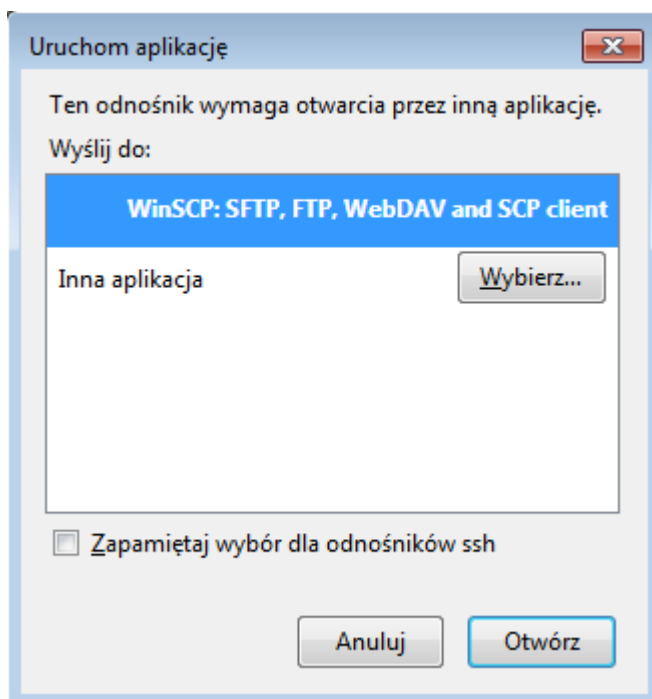 Uruchom aplikację
Ten odnośnik wymaga otwarcia przez inną aplikację.
Wyślij do:
WinSCP: SFTP, FTP, WebDAV and SCP client
Inna aplikacja
Wybierz...
Zapamiętaj wybór dla odnośników ssh
Anuluj
Otwórz